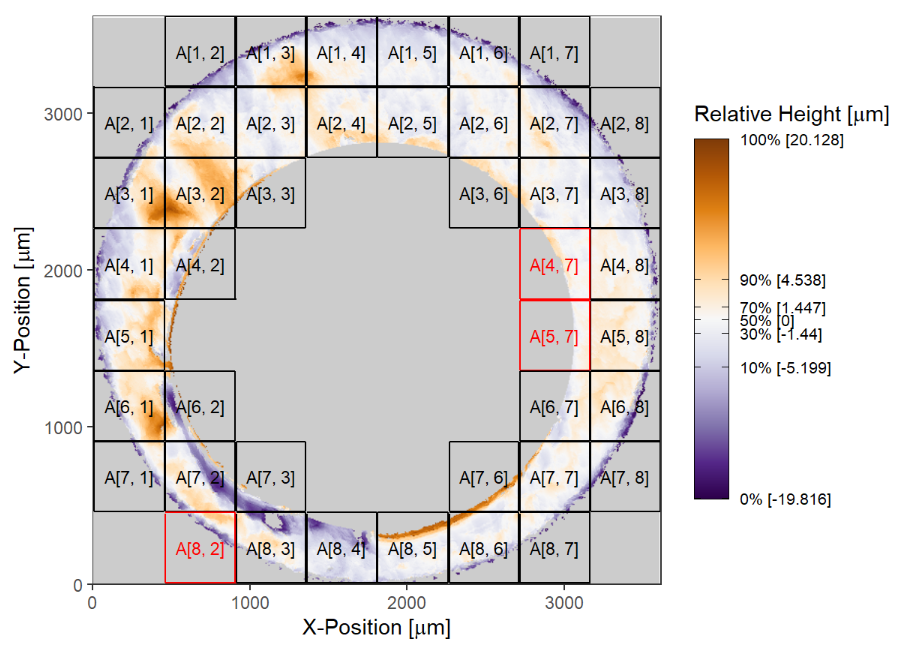 A[1, 2] A[1, 3] A[1, 4] A[1, 5] A[1, 6] A[1, 7]
A[2, 1] A[2, 2] A[2, 3] A[2, 4] A[2, 5] A[2, 6] A[2, 7] A[2, 8]
A[3, 1] A[3, 2] A[3, 3] A[3, 6] A[3, 7] A[3, 8]
A[4, 1] A[4, 2] A[4, 7] A[4, 8]
A[5, 1] A[5, 7] A[5, 8]
A[6, 1] A[6, 2] A[6, 7] A[6, 8]
A[7, 1] A[7, 2] A[7, 3] A[7, 6] A[7, 7] A[7, 8]
A[8, 2] A[8, 3] A[8, 4] A[8, 5] A[8, 6] A[8, 7]
3000
2000
1000
0
Y-Position [μm]
0 1000 2000 3000
X-Position [μm]
Relative Height [μm]
100% [20.128]
90% [4.538]
70% [1.447]
50% [0]
30% [-1.44]
10% [-5.199]
0% [-19.816]